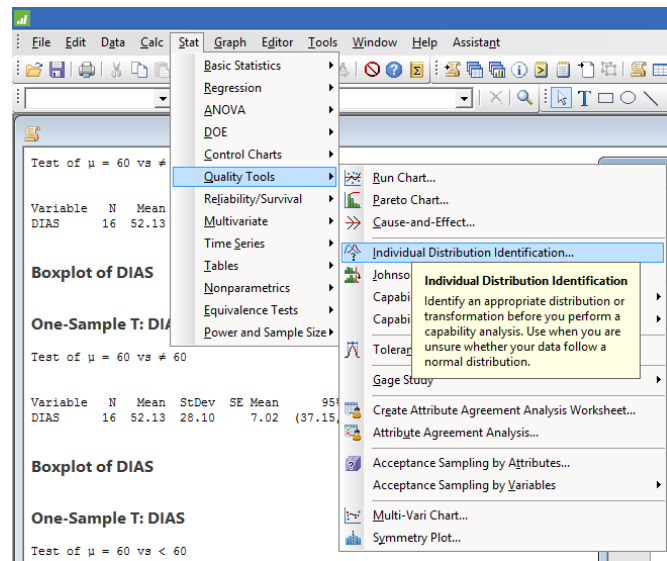 File Edit Data Calc Stat Graph Editor Tools Window Help Assistant
Basic Statistics
Regression
ANOVA
DOE
Control Charts
Quality Tools
Reliability/Survival
Multivariate
Time Series
Tables
Nonparametrics
Equivalence Tests
Power and Sample Size
Run Chart...
Pareto Chart...
Cause-and-Effect...
Individual Distribution Identification...
Johnso
Capabi
Capabi
Toleran
Gage Study
Create Attribute Agreement Analysis Worksheet...
Attribute Agreement Analysis...
Acceptance Sampling by Attributes...
Acceptance Sampling by Variables
Multi-Vari Chart...
Symmetry Plot...
Individual Distribution Identification
Identify an appropriate distribution or
transformation before you perform a
capability analysis. Use when you are
unsure whether your data follow a
normal distribution.
Test of μ = 60 vs ≠
Variable N Mean
DIAS 16 52.13
Boxplot of DIAS
One-Sample T: DIA
Test of μ = 60 vs ≠ 60
Variable N Mean StDev SE Mean 95%
DIAS 16 52.13 28.10 7.02 (37.15,
Boxplot of DIAS
One-Sample T: DIAS
Test of μ = 60 vs < 60